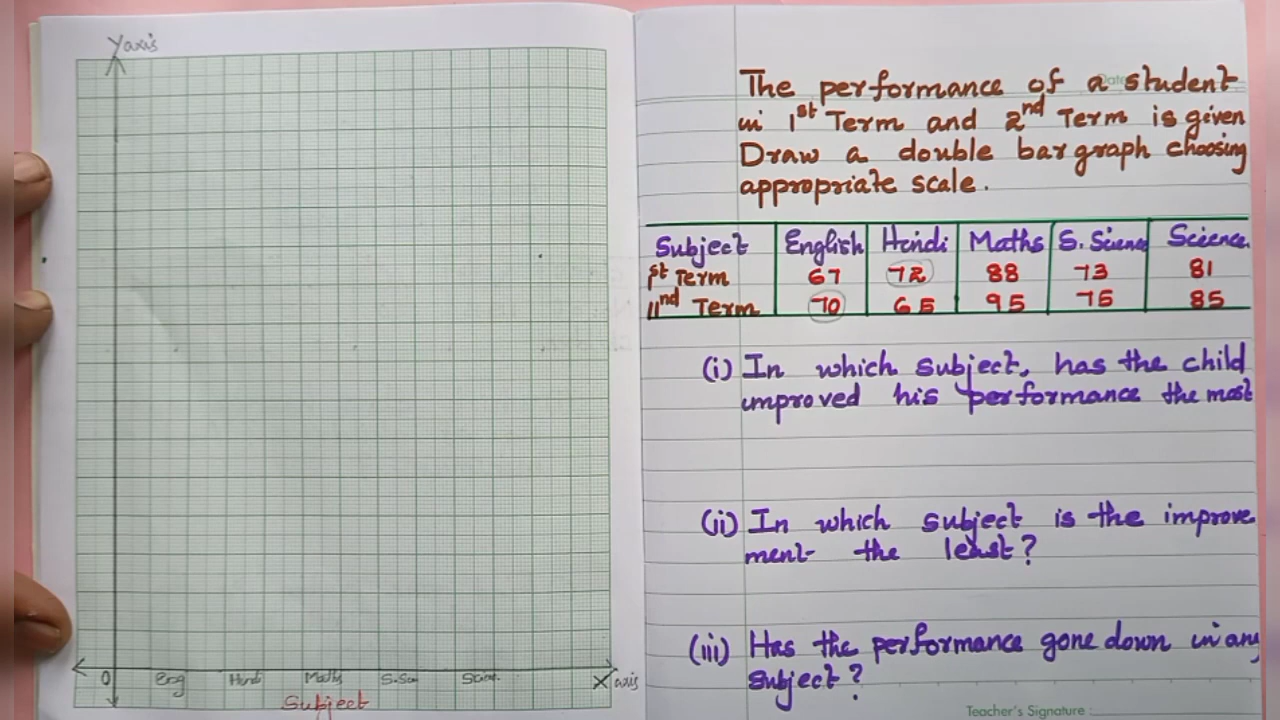 Y axis
0 Eng Hindi Maths S.Sci Scien. X axis
Subject
The performance of a student
in 1st Term and 2nd Term is given
Draw a double bar graph choosing
appropriate scale.
Subject English Hindi Maths S. Science Science
1st Term 67 72 88 73 81
IInd Term 70 65 95 75 85
(i) In which subject, has the child
improved his performance the most
(ii) In which subject is the improve
ment the least?
(iii) Has the performance gone down in any
subject?
Teacher's Signature :